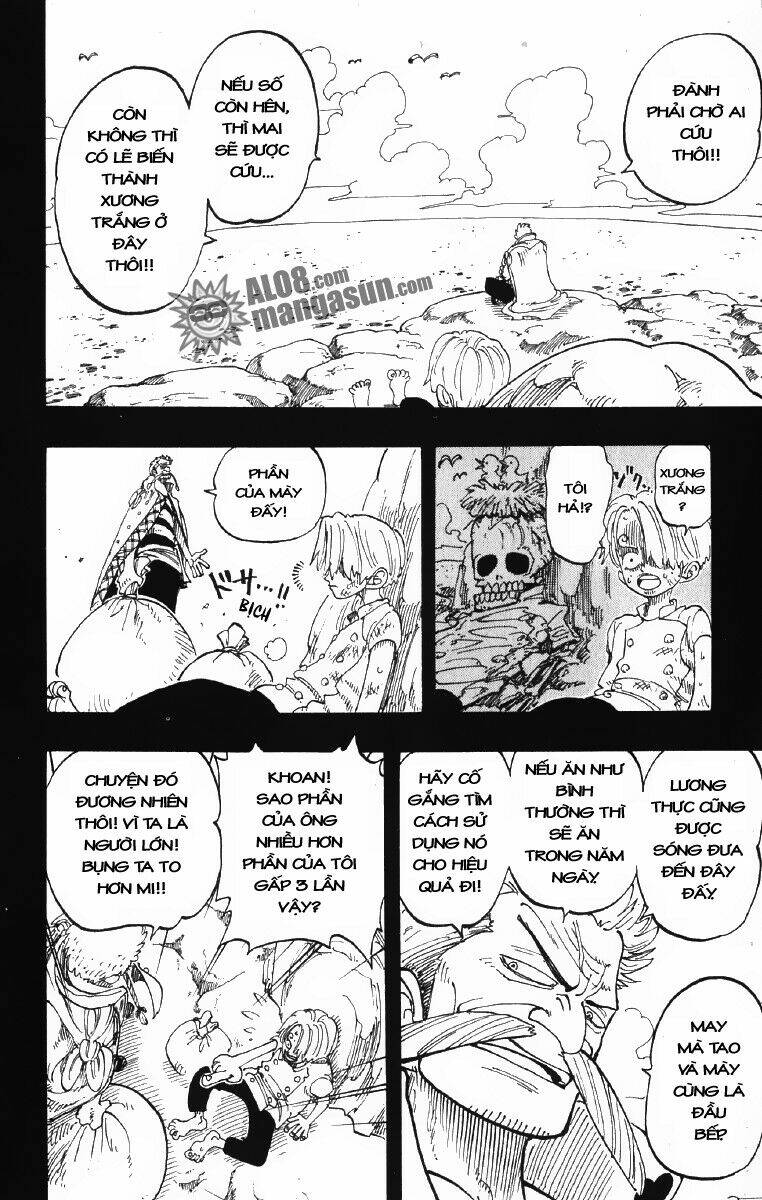 ĐÀNH
PHẢI CHỜ AI
CỨU
THÔI!!
NẾU SỐ
CÒN HÊN,
THÌ MAI
SẼ ĐƯỢC
CỨU...
CÒN
KHÔNG THÌ
CÓ LẼ BIẾN
THÀNH
XƯƠNG
TRẮNG Ở
ĐÂY
THÔI!!
AL08.com
mangasun.com
XƯƠNG
TRẮNG
?
TÔI
HẢ!?
PHẦN
CỦA MÀY
ĐẤY!
ドサ...
BỊCH
LƯƠNG
THỰC CŨNG
ĐƯỢC
SÓNG ĐƯA
ĐẾN ĐÂY
ĐẤY.
NẾU ĂN NHƯ
BÌNH
THƯỜNG THÌ
SẼ ĂN
TRONG NĂM
NGÀY.
HÃY CỐ
GẮNG TÌM
CÁCH SỬ
DỤNG NÓ
CHO HIỆU
QUẢ ĐI!
MAY
MÀ TAO
VÀ MÀY
CŨNG LÀ
ĐẦU
BẾP.
KHOAN!
SAO PHẦN
CỦA ÔNG
NHIỀU HƠN
PHẦN CỦA TÔI
GẤP 3 LẦN
VẬY?
CHUYỆN ĐÓ
ĐƯƠNG NHIÊN
THÔI! VÌ TA LÀ
NGƯỜI LỚN!
BỤNG TA TO
HƠN MI!!